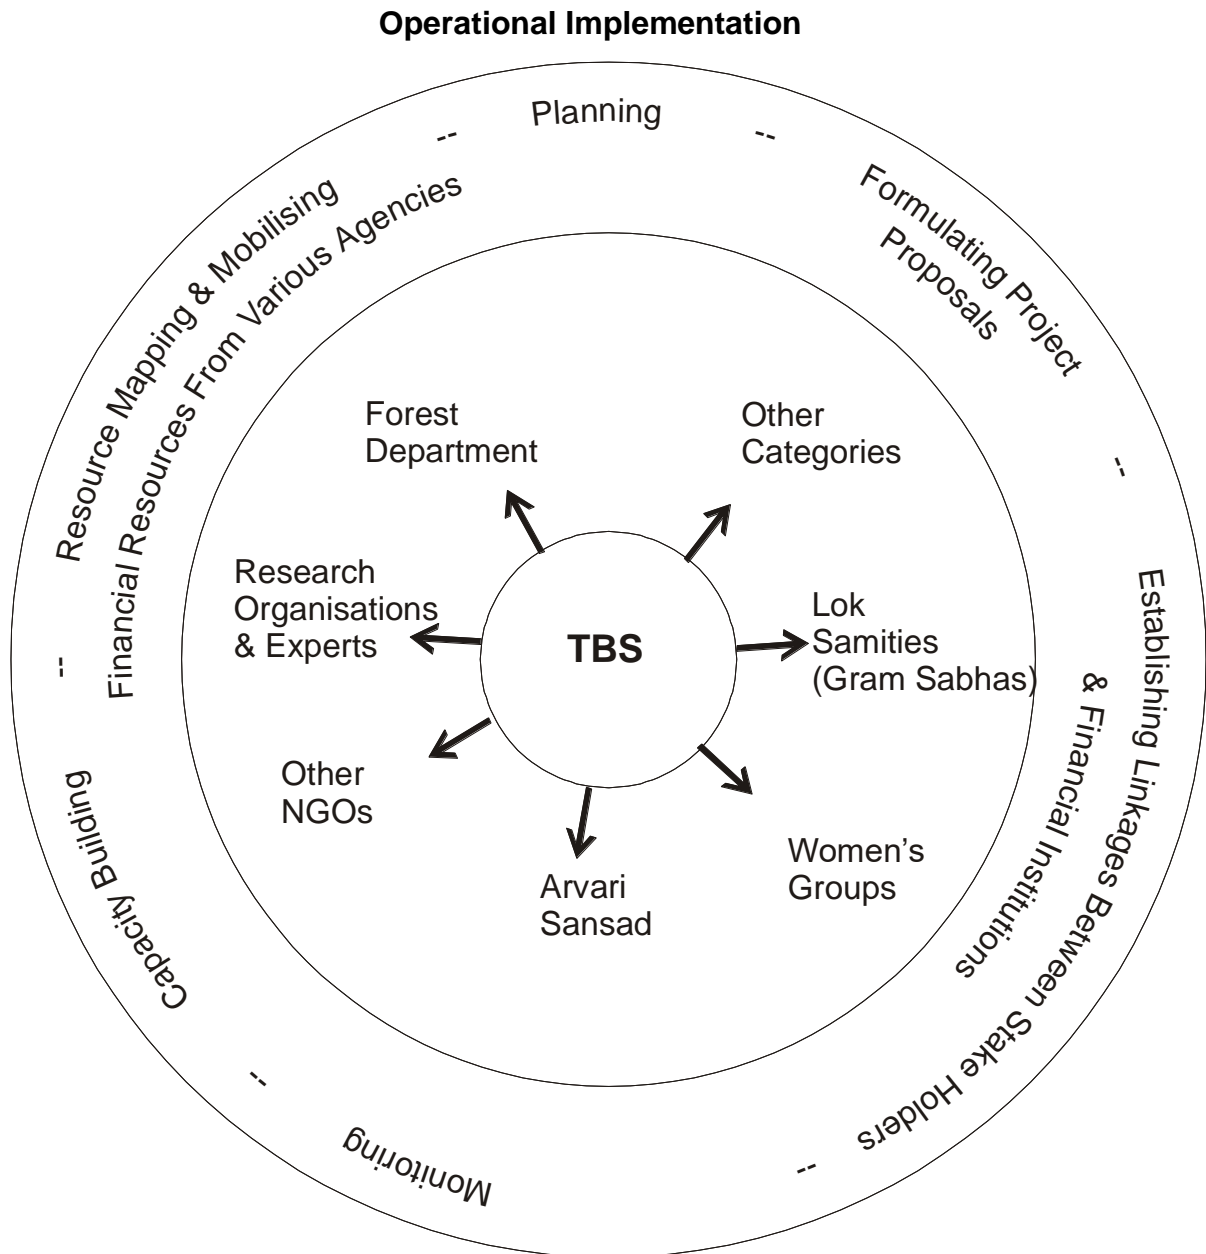 Operational Implementation
Planning
--
Formulating Project
Proposals
--
Establishing Linkages Between Stake Holders
& Financial Institutions
--
Monitoring
--
Capacity Building
--
Resource Mapping & Mobilising
Financial Resources From Various Agencies
--
Forest
Department
Other
Categories
Research
Organisations
& Experts
TBS
Lok
Samities
(Gram Sabhas)
Other
NGOs
Women’s
Groups
Arvari
Sansad